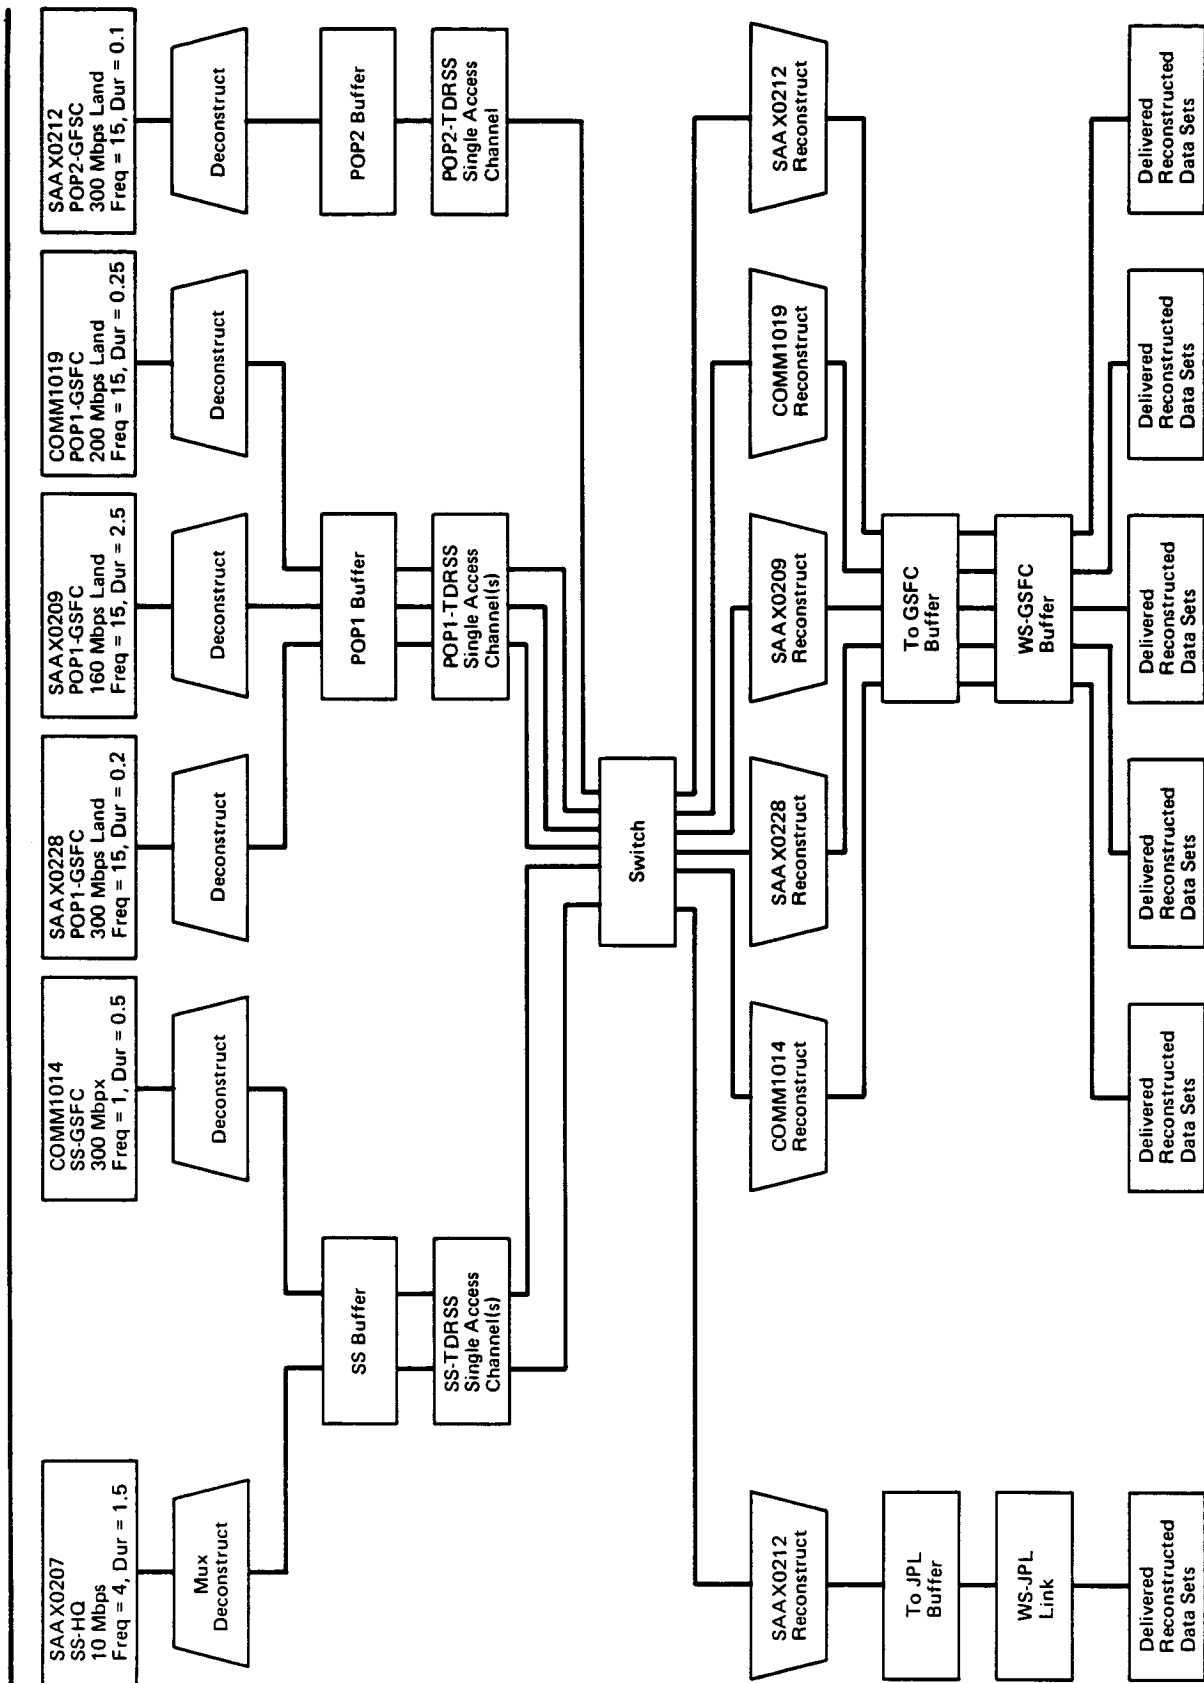 SAAX0207
SS-HQ
10 Mbps
Freq = 4, Dur = 1.5
COMM1014
SS-GSFC
300 Mbpx
Freq = 1, Dur = 0.5
SAAX0228
POP1-GSFC
300 Mbps Land
Freq = 15, Dur = 0.2
SAAX0209
POP1-GSFC
160 Mbps Land
Freq = 15, Dur = 2.5
COMM1019
POP1-GSFC
200 Mbps Land
Freq = 15, Dur = 0.25
SAAX0212
POP2-GFSC
300 Mbps Land
Freq = 15, Dur = 0.1
Mux
Deconstruct
Deconstruct
Deconstruct
Deconstruct
Deconstruct
Deconstruct
SS Buffer
POP1 Buffer
POP2 Buffer
SS-TDRSS
Single Access
Channel(s)
POP1-TDRSS
Single Access
Channel(s)
POP2-TDRSS
Single Access
Channel
Switch
SAAX0212
Reconstruct
COMM1014
Reconstruct
SAAX0228
Reconstruct
SAAX0209
Reconstruct
COMM1019
Reconstruct
SAAX0212
Reconstruct
To JPL
Buffer
To GSFC
Buffer
WS-JPL
Link
WS-GSFC
Buffer
Delivered
Reconstructed
Data Sets
Delivered
Reconstructed
Data Sets
Delivered
Reconstructed
Data Sets
Delivered
Reconstructed
Data Sets
Delivered
Reconstructed
Data Sets
Delivered
Reconstructed
Data Sets